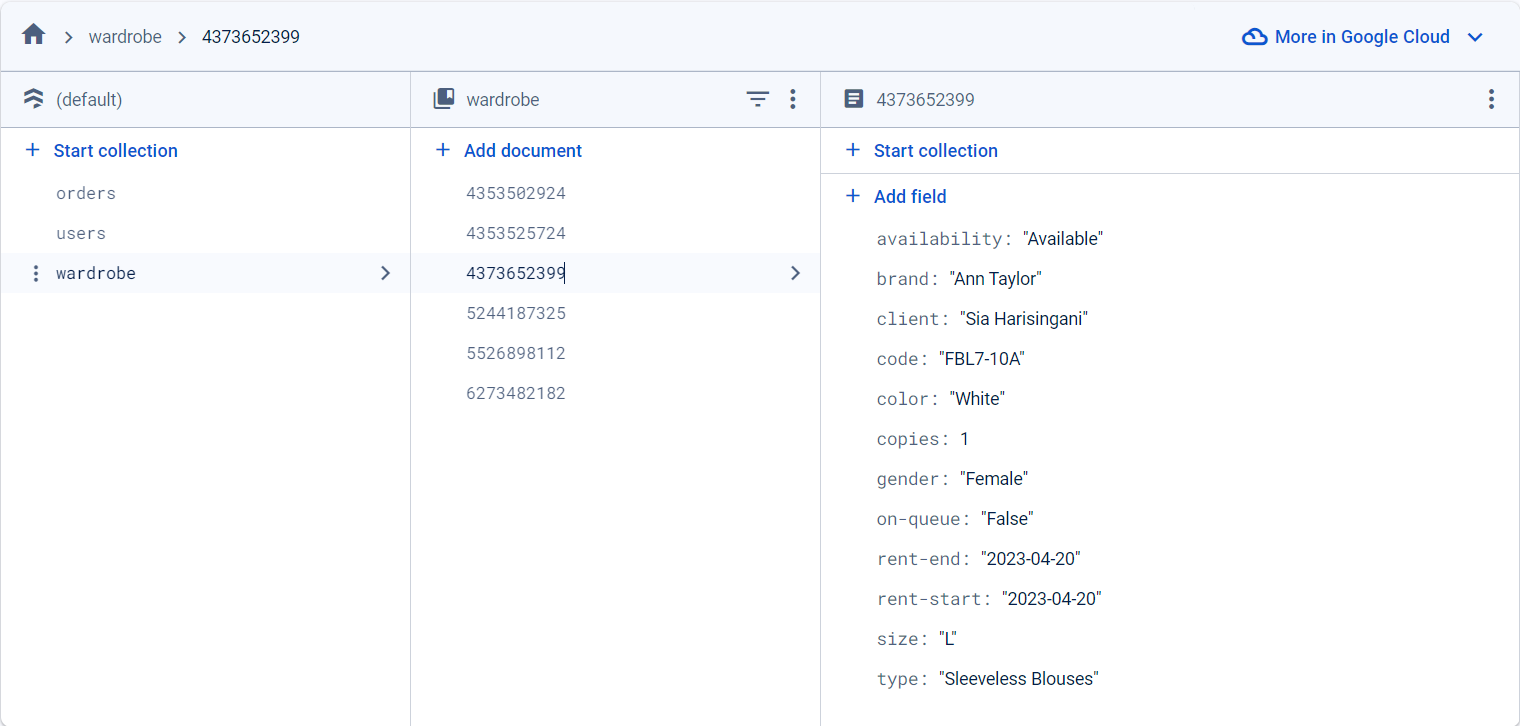 wardrobe 4373652399
More in Google Cloud
(default)
Start collection
orders
users
wardrobe
wardrobe
Add document
4353502924
4353525724
4373652399
5244187325
5526898112
6273482182
4373652399
Start collection
Add field
availability: "Available"
brand: "Ann Taylor"
client: "Sia Harisingani"
code: "FBL7-10A"
color: "White"
copies: 1
gender: "Female"
on-queue: "False"
rent-end: "2023-04-20"
rent-start: "2023-04-20"
size: "L"
type: "Sleeveless Blouses"